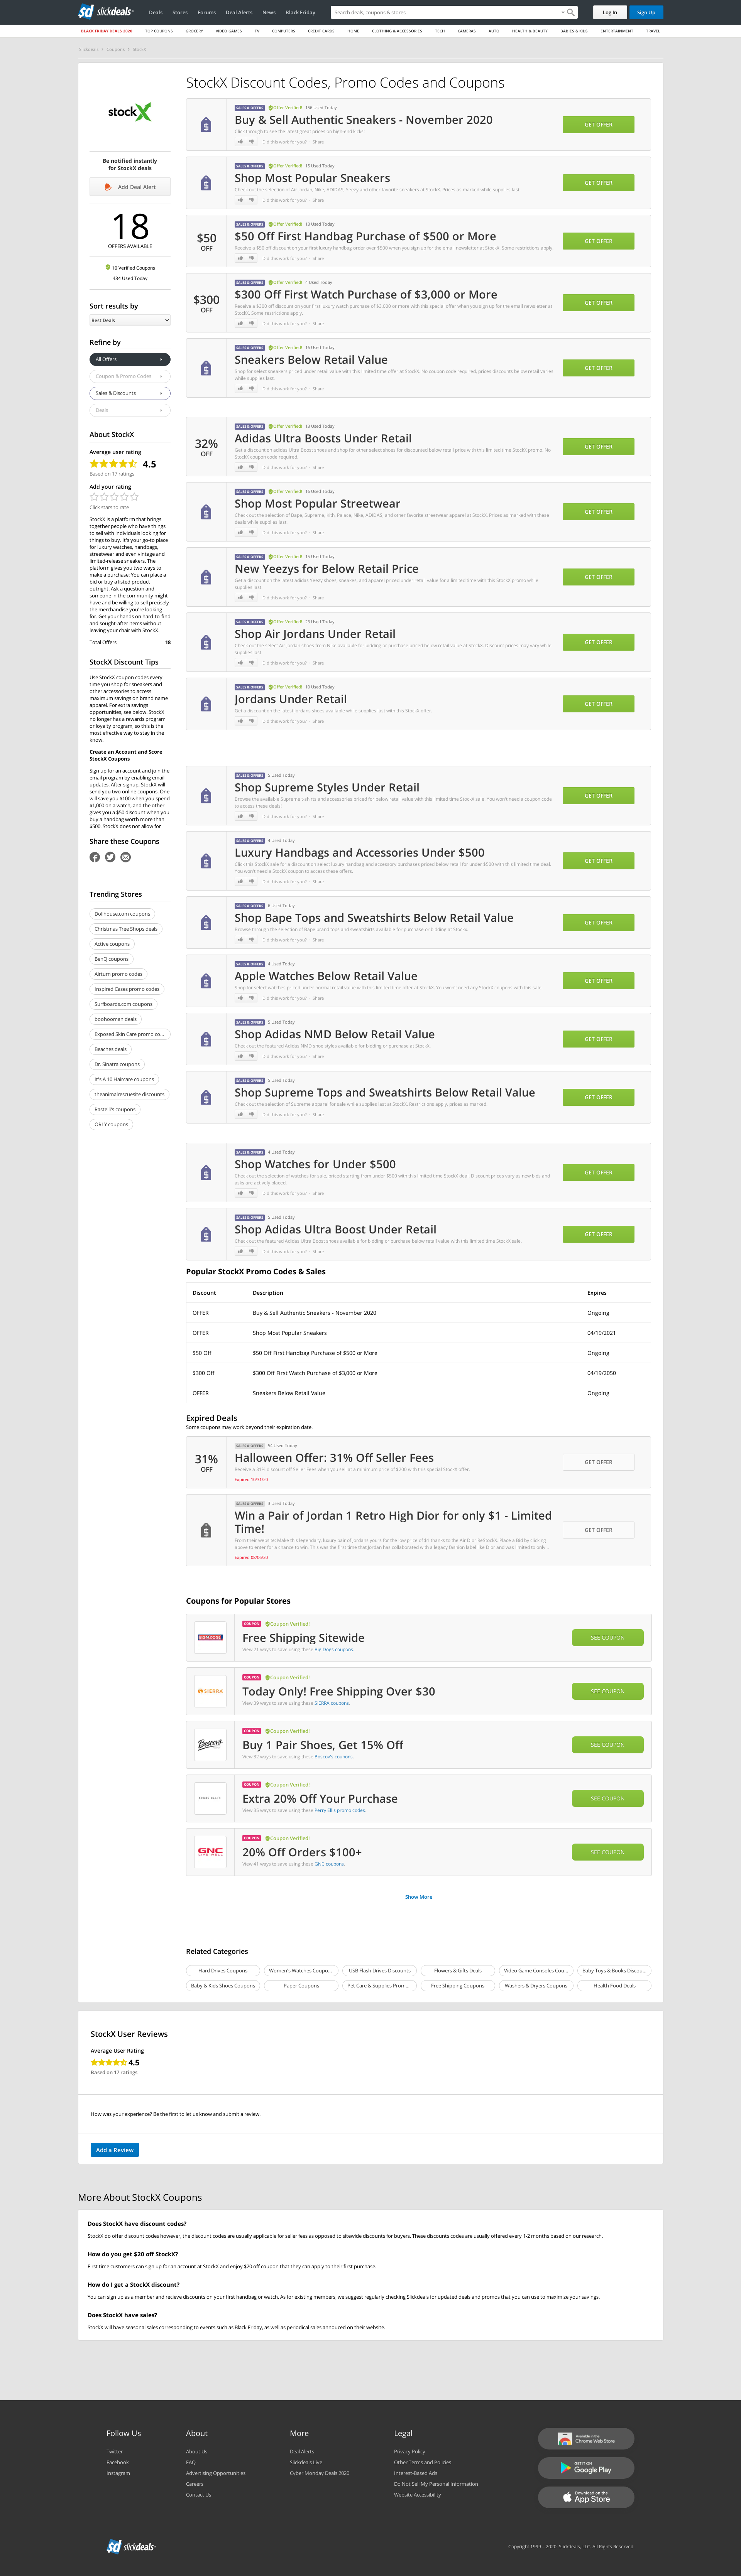 sd slickdeals
Deals Stores Forums Deal Alerts News Black Friday
Search deals, coupons & stores
Log In Sign Up
BLACK FRIDAY DEALS 2020 TOP COUPONS GROCERY VIDEO GAMES TV COMPUTERS CREDIT CARDS HOME CLOTHING & ACCESSORIES TECH CAMERAS AUTO HEALTH & BEAUTY BABIES & KIDS ENTERTAINMENT TRAVEL
Slickdeals > Coupons > StockX
stockX
Be notified instantly
for StockX deals
Add Deal Alert
18
OFFERS AVAILABLE
10 Verified Coupons
484 Used Today
Sort results by
Best Deals
Refine by
All Offers
Coupon & Promo Codes
Sales & Discounts
Deals
About StockX
Average user rating
4.5
Based on 17 ratings
Add your rating
Click stars to rate
StockX is a platform that brings
together people who have things
to sell with individuals looking for
things to buy. It's your go-to place
for luxury watches, handbags,
streetwear and even vintage and
limited-release sneakers. The
platform gives you two ways to
make a purchase: You can place a
bid or buy a listed product
outright. Ask a question and
someone in the community might
have and be willing to sell precisely
the merchandise you're looking
for. Get your hands on hard-to-find
and sought-after items without
leaving your chair with StockX.
Total Offers 18
StockX Discount Tips
Use StockX coupon codes every
time you shop for sneakers and
other accessories to access
maximum savings on brand name
apparel. For extra savings
opportunities, see below. StockX
no longer has a rewards program
or loyalty program, so this is the
most effective way to stay in the
know.
Create an Account and Score
StockX Coupons
Sign up for an account and join the
email program by enabling email
updates. After signup, StockX will
send you two online coupons. One
will save you $100 when you spend
$1,000 on a watch, and the other
gives you a $50 discount when you
buy a handbag worth more than
$500. StockX does not allow for
Share these Coupons
Trending Stores
Dollhouse.com coupons
Christmas Tree Shops deals
Active coupons
BenQ coupons
Airturn promo codes
Inspired Cases promo codes
Surfboards.com coupons
boohooman deals
Exposed Skin Care promo co...
Beaches deals
Dr. Sinatra coupons
It's A 10 Haircare coupons
theanimalrescuesite discounts
Rastelli's coupons
ORLY coupons
StockX Discount Codes, Promo Codes and Coupons
SALES & OFFERS Offer Verified! 156 Used Today
Buy & Sell Authentic Sneakers - November 2020
Click through to see the latest great prices on high-end kicks!
Did this work for you? · Share
GET OFFER
SALES & OFFERS Offer Verified! 15 Used Today
Shop Most Popular Sneakers
Check out the selection of Air Jordan, Nike, ADIDAS, Yeezy and other favorite sneakers at StockX. Prices as marked while supplies last.
Did this work for you? · Share
GET OFFER
$50
OFF
SALES & OFFERS Offer Verified! 13 Used Today
$50 Off First Handbag Purchase of $500 or More
Receive a $50 off discount on your first luxury handbag order over $500 when you sign up for the email newsletter at StockX. Some restrictions apply.
Did this work for you? · Share
GET OFFER
$300
OFF
SALES & OFFERS Offer Verified! 4 Used Today
$300 Off First Watch Purchase of $3,000 or More
Receive a $300 off discount on your first luxury watch purchase of $3,000 or more with this special offer when you sign up for the email newsletter at
StockX. Some restrictions apply.
Did this work for you? · Share
GET OFFER
SALES & OFFERS Offer Verified! 16 Used Today
Sneakers Below Retail Value
Shop for select sneakers priced under retail value with this limited time offer at StockX. No coupon code required, prices discounted below retail varies
while supplies last.
Did this work for you? · Share
GET OFFER
32%
OFF
SALES & OFFERS Offer Verified! 13 Used Today
Adidas Ultra Boosts Under Retail
Get a discount on adidas Ultra Boost shoes and shop for other select shoes for discounted below retail price with this limited time StockX promo. No
StockX coupon code required.
Did this work for you? · Share
GET OFFER
SALES & OFFERS Offer Verified! 16 Used Today
Shop Most Popular Streetwear
Check out the selection of Bape, Supreme, Kith, Palace, Nike, ADIDAS, and other favorite streetwear apparel at StockX. Prices as marked with these
deals while supplies last.
Did this work for you? · Share
GET OFFER
SALES & OFFERS Offer Verified! 15 Used Today
New Yeezys for Below Retail Price
Get a discount on the latest adidas Yeezy shoes, sneakers, and apparel priced under retail value for a limited time with this StockX promo while
supplies last.
Did this work for you? · Share
GET OFFER
SALES & OFFERS Offer Verified! 23 Used Today
Shop Air Jordans Under Retail
Check out the select Air Jordan shoes from Nike available for bidding or purchase priced below retail value at StockX. Discount prices may vary while
supplies last.
Did this work for you? · Share
GET OFFER
SALES & OFFERS Offer Verified! 10 Used Today
Jordans Under Retail
Get a discount on the latest Jordans shoes available while supplies last with this StockX offer.
Did this work for you? · Share
GET OFFER
SALES & OFFERS 5 Used Today
Shop Supreme Styles Under Retail
Browse the available Supreme t-shirts and accessories priced for below retail value with this limited time StockX sale. You won't need a coupon code
to access these deals!
Did this work for you? · Share
GET OFFER
SALES & OFFERS 4 Used Today
Luxury Handbags and Accessories Under $500
Click this StockX sale for a discount on select luxury handbag and accessory purchases priced below retail for under $500 with this limited time deal.
You won't need a StockX coupon to access these offers.
Did this work for you? · Share
GET OFFER
SALES & OFFERS 6 Used Today
Shop Bape Tops and Sweatshirts Below Retail Value
Browse through the selection of Bape brand tops and sweatshirts available for purchase or bidding at Stockx.
Did this work for you? · Share
GET OFFER
SALES & OFFERS 4 Used Today
Apple Watches Below Retail Value
Shop for select watches priced under normal retail value with this limited time offer at StockX. You won't need any StockX coupons with this sale.
Did this work for you? · Share
GET OFFER
SALES & OFFERS 5 Used Today
Shop Adidas NMD Below Retail Value
Check out the featured Adidas NMD shoe styles available for bidding or purchase at StockX.
Did this work for you? · Share
GET OFFER
SALES & OFFERS 5 Used Today
Shop Supreme Tops and Sweatshirts Below Retail Value
Check out the selection of Supreme apparel for sale while supplies last at StockX. Restrictions apply, prices as marked.
Did this work for you? · Share
GET OFFER
SALES & OFFERS 4 Used Today
Shop Watches for Under $500
Check out the selection of watches for sale, priced starting from under $500 with this limited time StockX deal. Discount prices vary as new bids and
asks are actively placed.
Did this work for you? · Share
GET OFFER
SALES & OFFERS 5 Used Today
Shop Adidas Ultra Boost Under Retail
Check out the featured Adidas Ultra Boost shoes available for bidding or purchase below retail value with this limited-time StockX sale.
Did this work for you? · Share
GET OFFER
Popular StockX Promo Codes & Sales
Discount Description Expires
OFFER Buy & Sell Authentic Sneakers - November 2020 Ongoing
OFFER Shop Most Popular Sneakers 04/19/2021
$50 Off $50 Off First Handbag Purchase of $500 or More Ongoing
$300 Off $300 Off First Watch Purchase of $3,000 or More 04/19/2050
OFFER Sneakers Below Retail Value Ongoing
Expired Deals
Some coupons may work beyond their expiration date.
31%
OFF
SALES & OFFERS 54 Used Today
Halloween Offer: 31% Off Seller Fees
Receive a 31% discount off Seller Fees when you sell at a minimum price of $200 with this special StockX offer.
Expired 10/31/20
GET OFFER
SALES & OFFERS 3 Used Today
Win a Pair of Jordan 1 Retro High Dior for only $1 - Limited
Time!
From their website: Make this legendary, luxury pair of Jordans yours for the low price of $1 thanks to the Air Dior RaffleX. Place a Bid by clicking
above to enter for a chance to win. This was the first time that Jordan has collaborated with a legacy fashion label like Dior and was limited to only...
Expired 08/06/20
GET OFFER
Coupons for Popular Stores
COUPON Coupon Verified!
Free Shipping Sitewide
View 21 ways to save using these Big Dogs coupons.
SEE COUPON
SIERRA
COUPON Coupon Verified!
Today Only! Free Shipping Over $30
View 39 ways to save using these SIERRA coupons.
SEE COUPON
Boscov's
COUPON Coupon Verified!
Buy 1 Pair Shoes, Get 15% Off
View 32 ways to save using these Boscov's coupons.
SEE COUPON
PERRY ELLIS
COUPON Coupon Verified!
Extra 20% Off Your Purchase
View 35 ways to save using these Perry Ellis promo codes.
SEE COUPON
GNC
LIVE WELL
COUPON Coupon Verified!
20% Off Orders $100+
View 41 ways to save using these GNC coupons.
SEE COUPON
Show More
Related Categories
Hard Drives Coupons Women's Watches Coupo... USB Flash Drives Discounts Flowers & Gifts Deals Video Game Consoles Cou... Baby Toys & Books Discou...
Baby & Kids Shoes Coupons Paper Coupons Pet Care & Supplies Prom... Free Shipping Coupons Washers & Dryers Coupons Health Food Deals
StockX User Reviews
Average User Rating
4.5
Based on 17 ratings
How was your experience? Be the first to let us know and submit a review.
Add a Review
More About StockX Coupons
Does StockX have discount codes?
StockX do offer discount codes however, the discount codes are usually applicable for seller fees as opposed to sitewide discounts for buyers. These discounts codes are usually offered every 1-2 months based on our research.
How do you get $20 off StockX?
First time customers can sign up for an account at StockX and enjoy $20 off coupon that they can apply to their first purchase.
How do I get a StockX discount?
You can sign up as a member and recieve discounts on your first handbag or watch. As for existing members, we suggest regularly checking Slickdeals for updated deals and promos that you can use to maximize your savings.
Does StockX have sales?
StockX will have seasonal sales corresponding to events such as Black Friday, as well as periodical sales annouced on their website.
Follow Us About More Legal
Twitter About Us Deal Alerts Privacy Policy
Facebook FAQ Slickdeals Live Other Terms and Policies
Instagram Advertising Opportunities Cyber Monday Deals 2020 Interest-Based Ads
Careers Do Not Sell My Personal Information
Contact Us Website Accessibility
Available in the
Chrome Web Store
GET IT ON
Google Play
Download on the
App Store
sd slickdeals
Copyright 1999 - 2020. Slickdeals, LLC. All Rights Reserved.